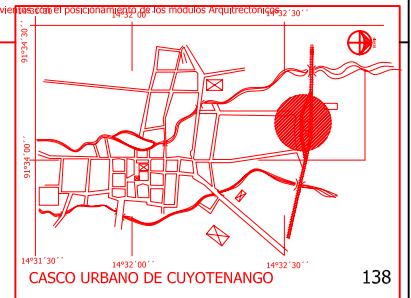 vientos con el posicionamiento de los modulos Arquitectonicos
14°32´00´´ 14°32´30´´
91°34´30´´
91°34´00´´
14°31´30´´ 14°32´00´´ 14°32´30´´
CASCO URBANO DE CUYOTENANGO 138